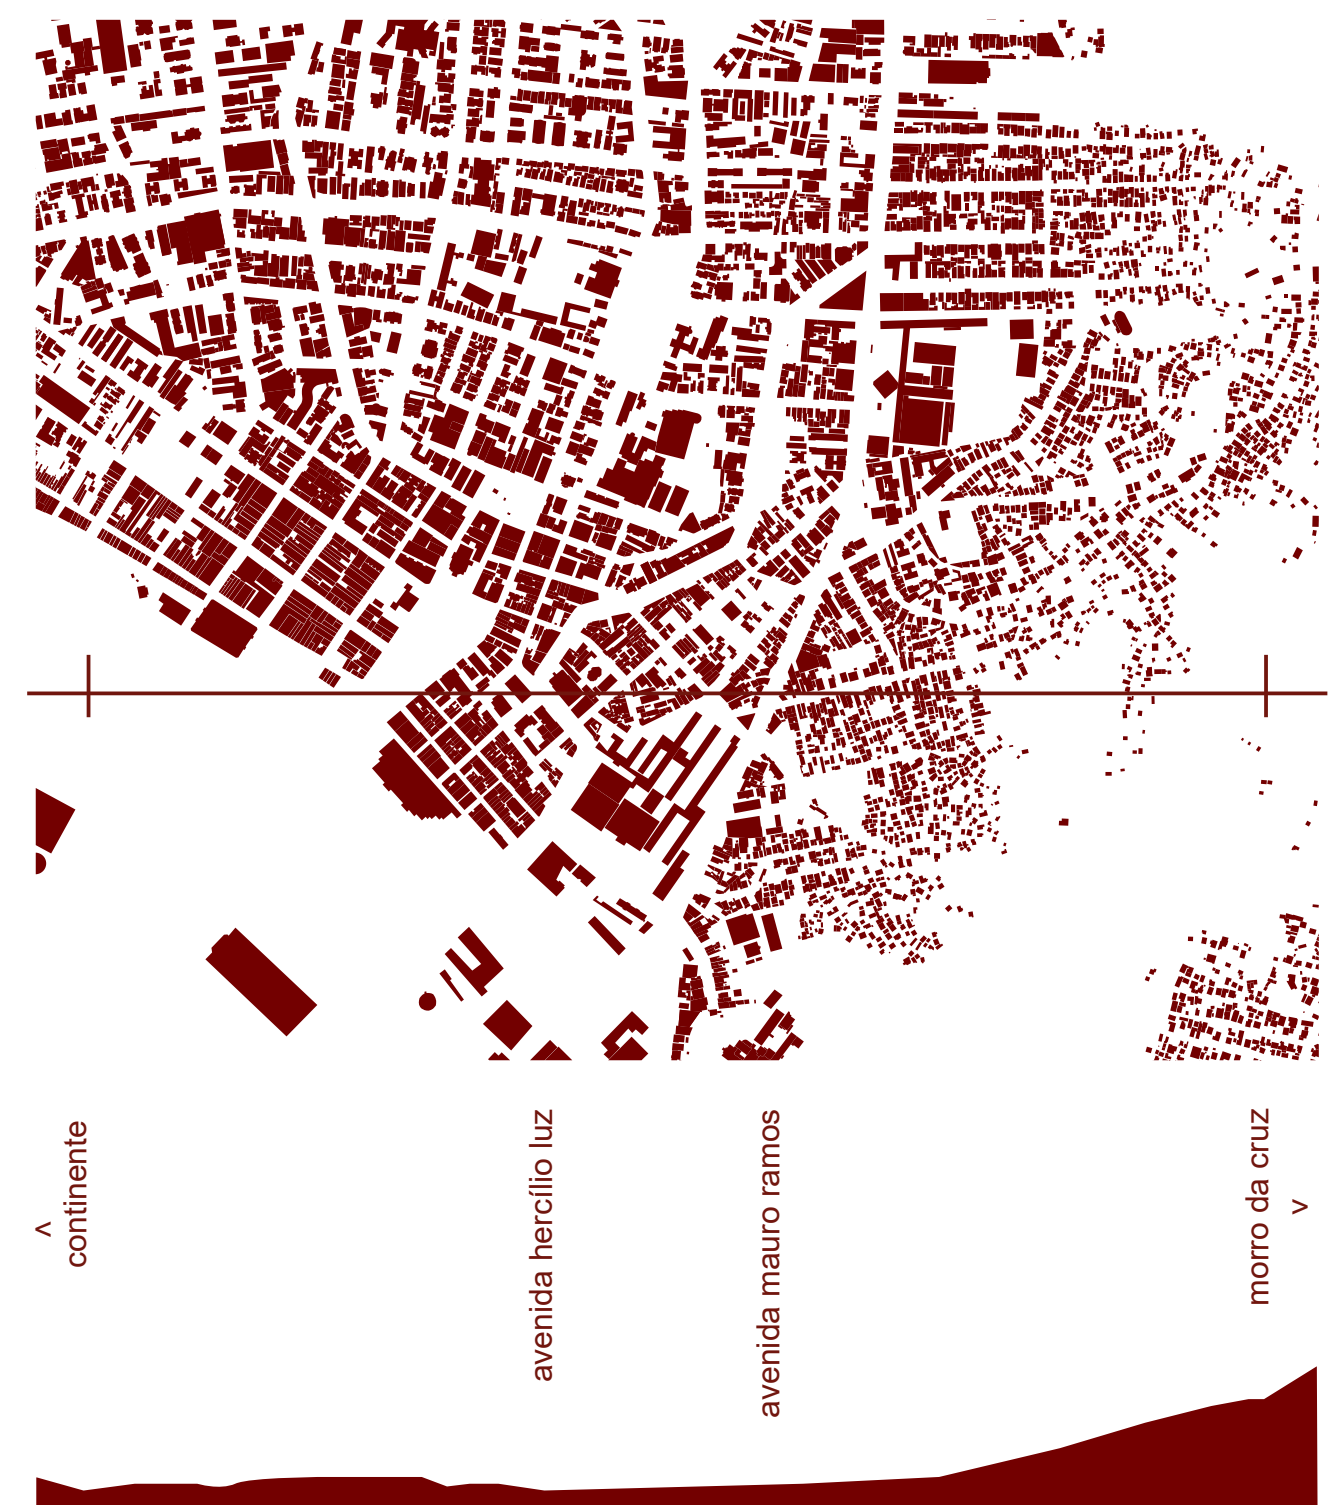 <
continente
avenida hercílio luz
avenida mauro ramos
morro da cruz
>